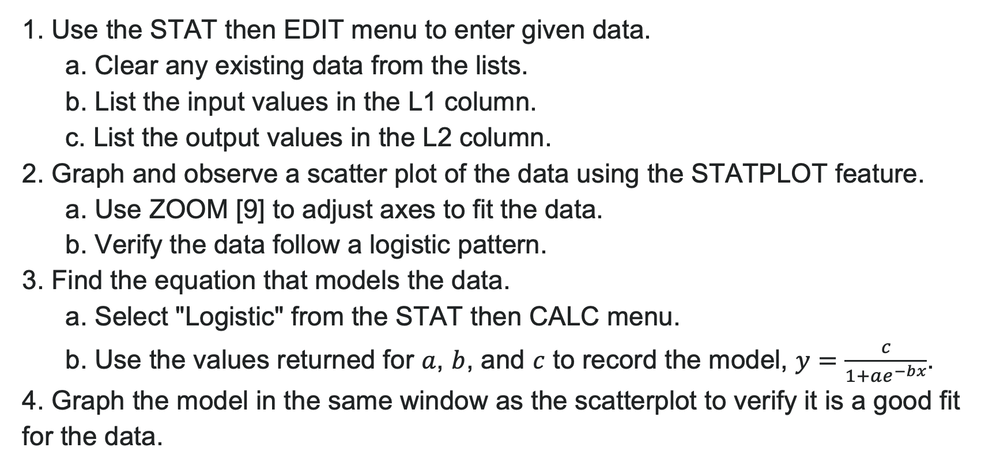 1. Use the STAT then EDIT menu to enter given data.
a. Clear any existing data from the lists.
b. List the input values in the L1 column.
c. List the output values in the L2 column.
2. Graph and observe a scatter plot of the data using the STATPLOT feature.
a. Use ZOOM [9] to adjust axes to fit the data.
b. Verify the data follow a logistic pattern.
3. Find the equation that models the data.
a. Select "Logistic" from the STAT then CALC menu.
b. Use the values returned for a, b, and c to record the model, y = c/(1+ae^(-bx)).
4. Graph the model in the same window as the scatterplot to verify it is a good fit
for the data.